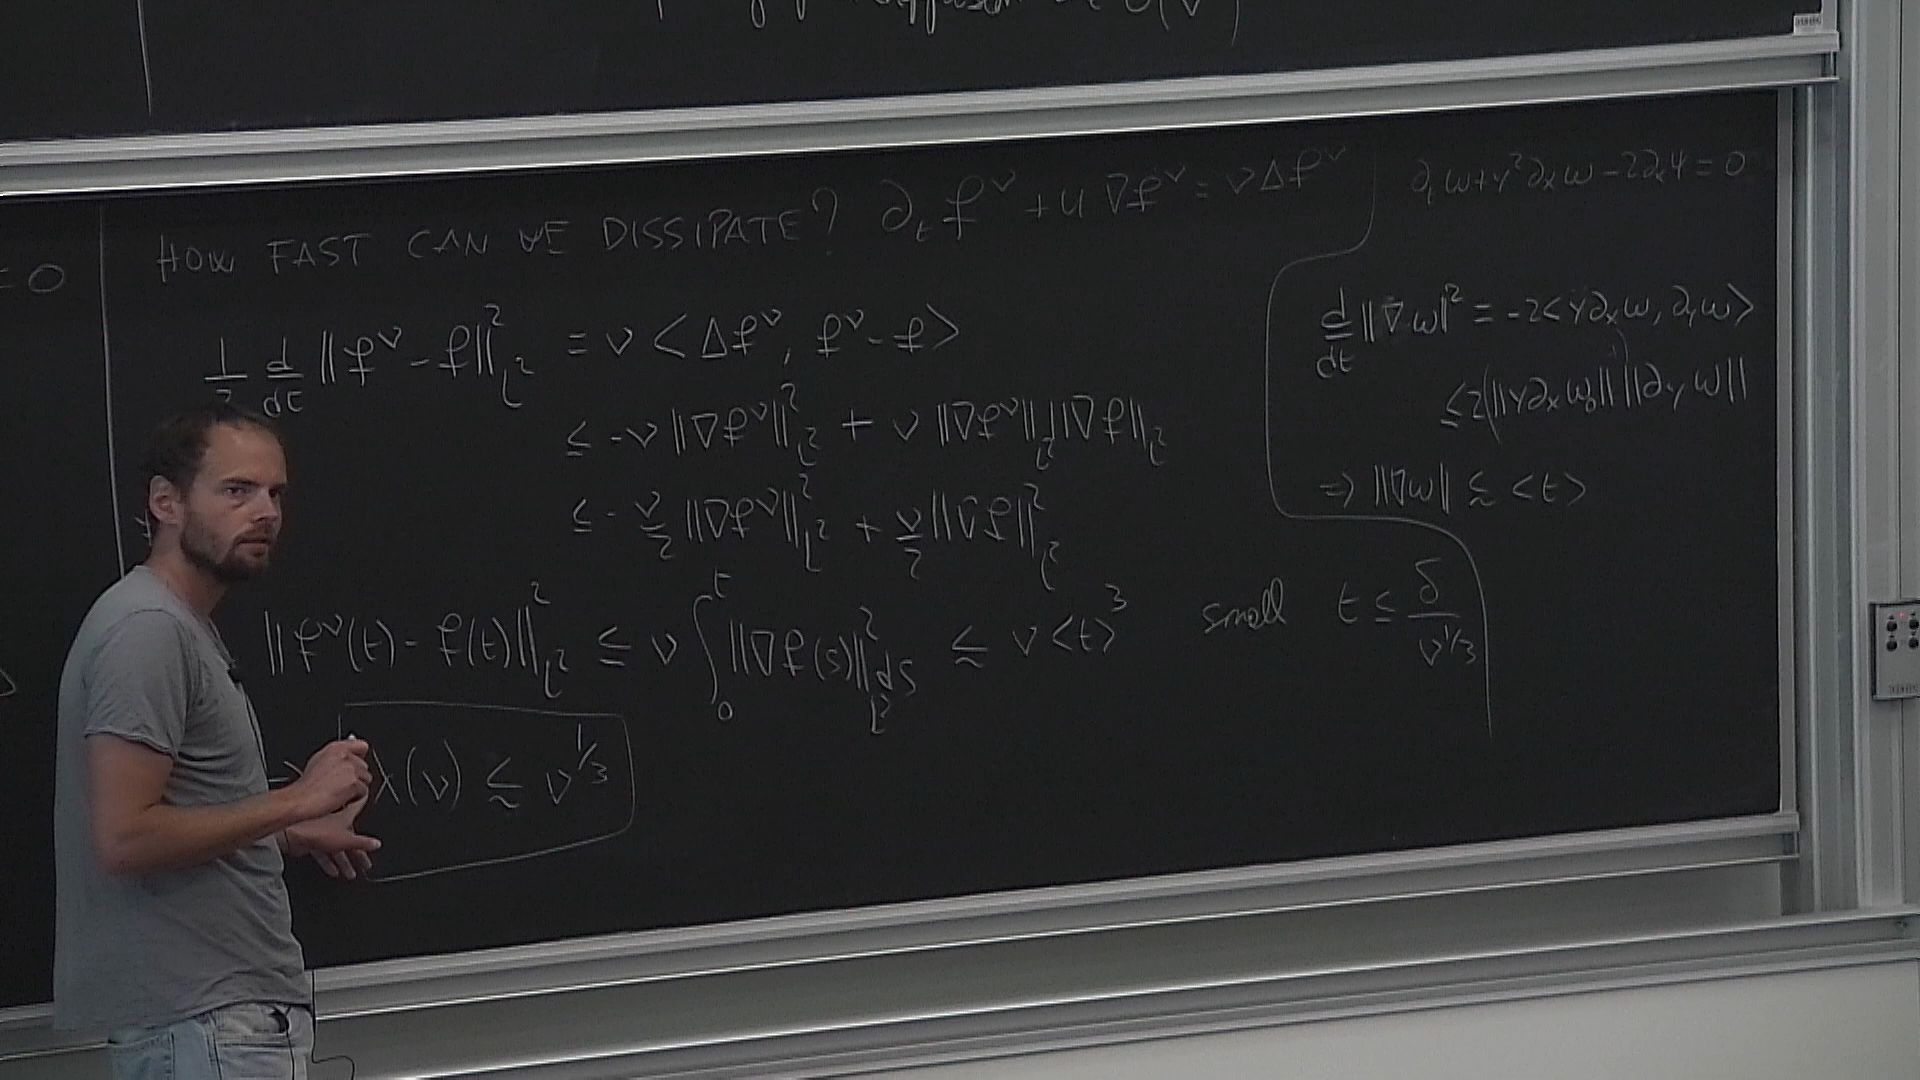 = 0
HOW FAST CAN WE DISSIPATE? ∂_t f^ν + u ∇f^ν = νΔf^ν
1/2 d/dt ||f^ν - f||²_{L²} = ν <Δf^ν, f^ν - f>
≤ -ν ||∇f^ν||²_{L²} + ν ||∇f^ν||_{L²} ||∇f||_{L²}
≤ - ν/2 ||∇f^ν||²_{L²} + ν/2 ||∇f||²_{L²}
||f^ν(t) - f(t)||²_{L²} ≤ ν ∫_0^t ||∇f(s)||²_{L²} ds ≲ ν <t>³ small t ≤ δ/ν^{1/3}
→ λ(ν) ≲ ν^{1/3}
∂_t ω + y² ∂_x ω - 2∂_x ψ = 0
d/dt ||∇ω||² = -2<y∂_x ω, ∂_y ω>
≤ 2||y∂_x ω_0|| ||∂_y ω||
⇒ ||∇ω|| ≲ <t>